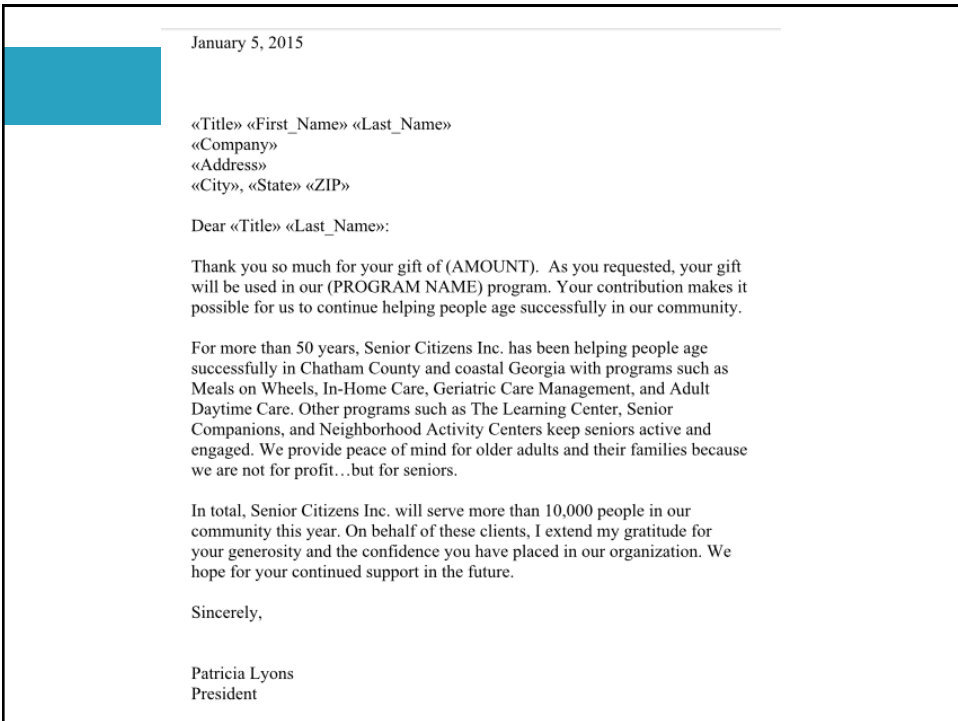 January 5, 2015
«Title» «First_Name» «Last_Name»
«Company»
«Address»
«City», «State» «ZIP»
Dear «Title» «Last_Name»:
Thank you so much for your gift of (AMOUNT).  As you requested, your gift
will be used in our (PROGRAM NAME) program. Your contribution makes it
possible for us to continue helping people age successfully in our community.
For more than 50 years, Senior Citizens Inc. has been helping people age
successfully in Chatham County and coastal Georgia with programs such as
Meals on Wheels, In-Home Care, Geriatric Care Management, and Adult
Daytime Care. Other programs such as The Learning Center, Senior
Companions, and Neighborhood Activity Centers keep seniors active and
engaged. We provide peace of mind for older adults and their families because
we are not for profit…but for seniors.
In total, Senior Citizens Inc. will serve more than 10,000 people in our
community this year. On behalf of these clients, I extend my gratitude for
your generosity and the confidence you have placed in our organization. We
hope for your continued support in the future.
Sincerely,
Patricia Lyons
President